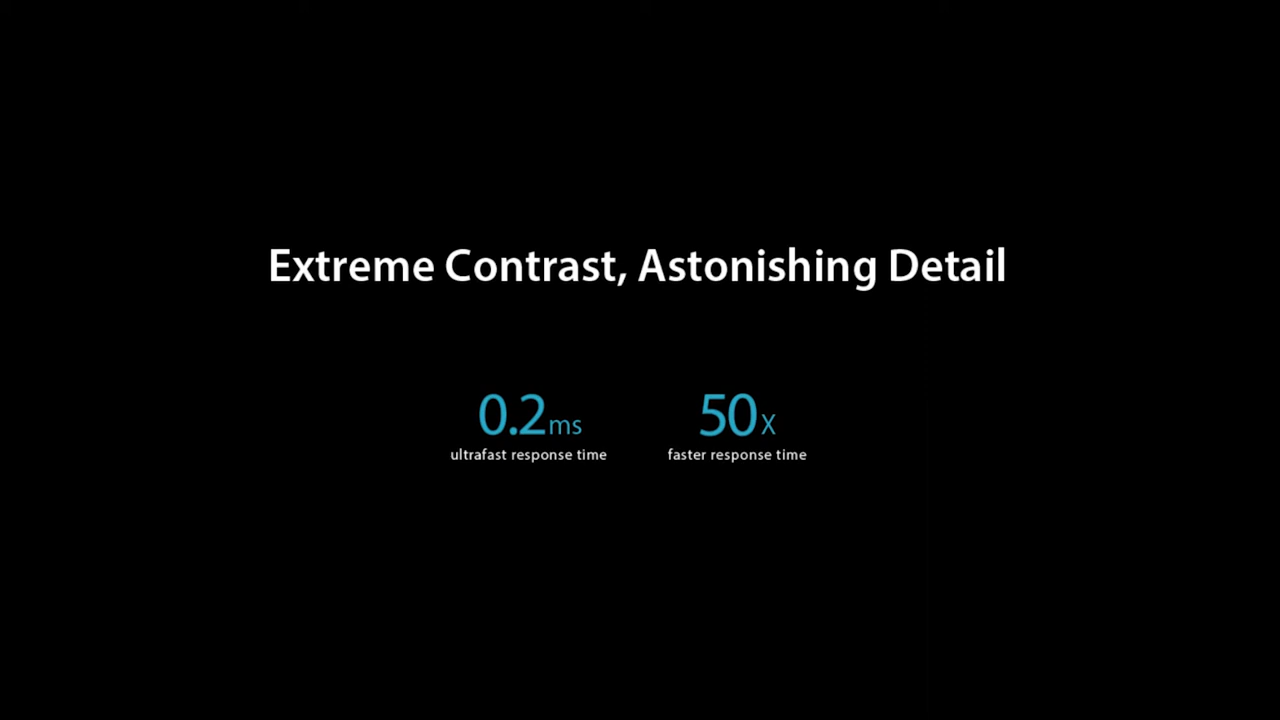 Extreme Contrast, Astonishing Detail
0.2ms 50X
ultrafast response time faster response time